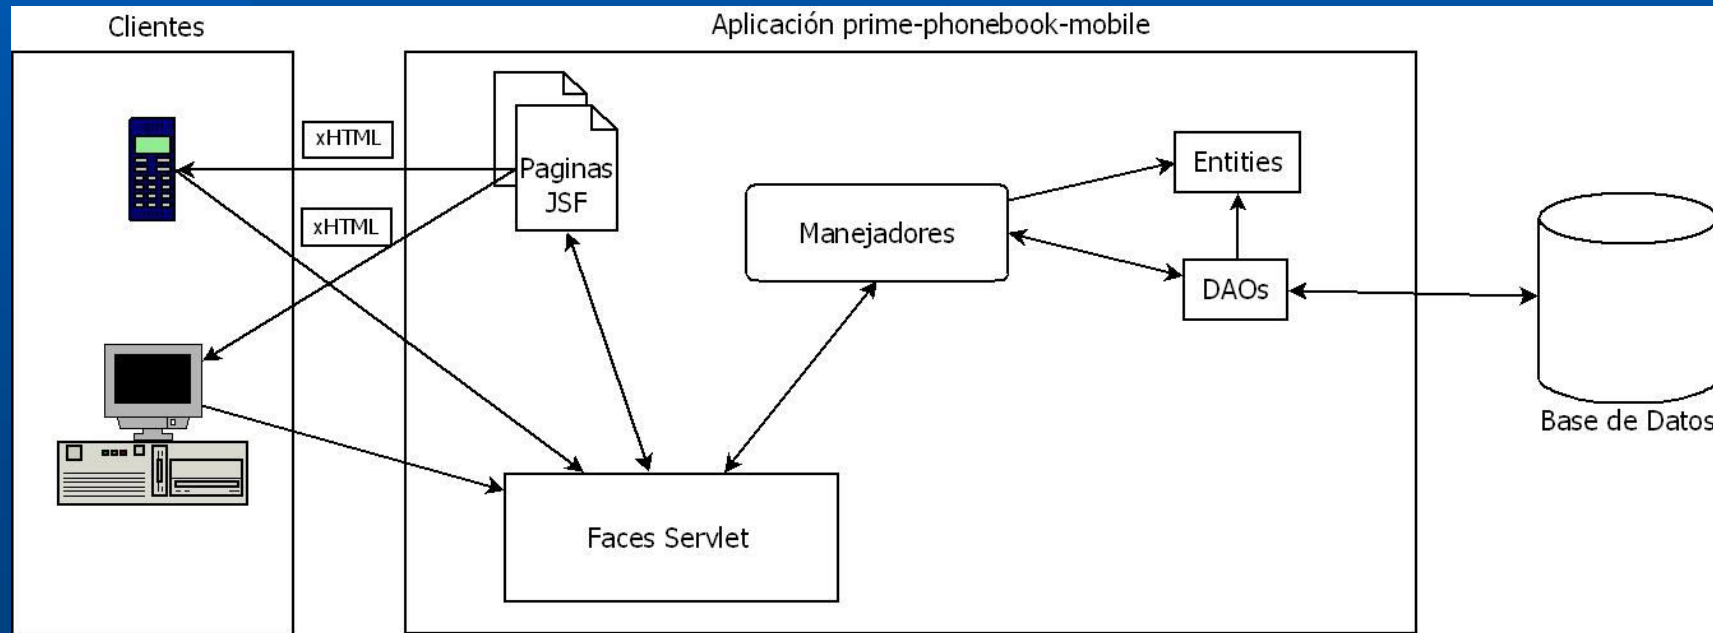 Clientes
Aplicación prime-phonebook-mobile
xHTML
xHTML
Paginas
JSF
Manejadores
Entities
DAOs
Base de Datos
Faces Servlet